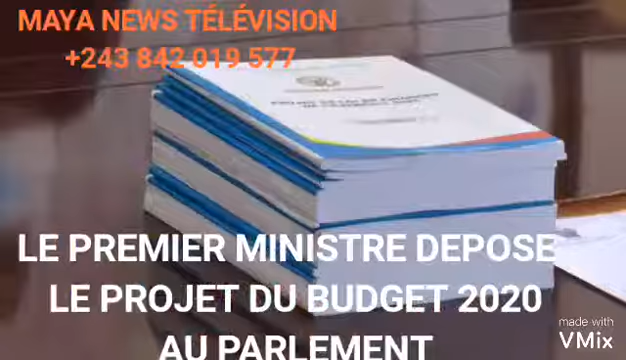 MAYA NEWS TÉLÉVISION
+243 842 019 577
LE PREMIER MINISTRE DEPOSE
LE PROJET DU BUDGET 2020
AU PARLEMENT
made with
VMix